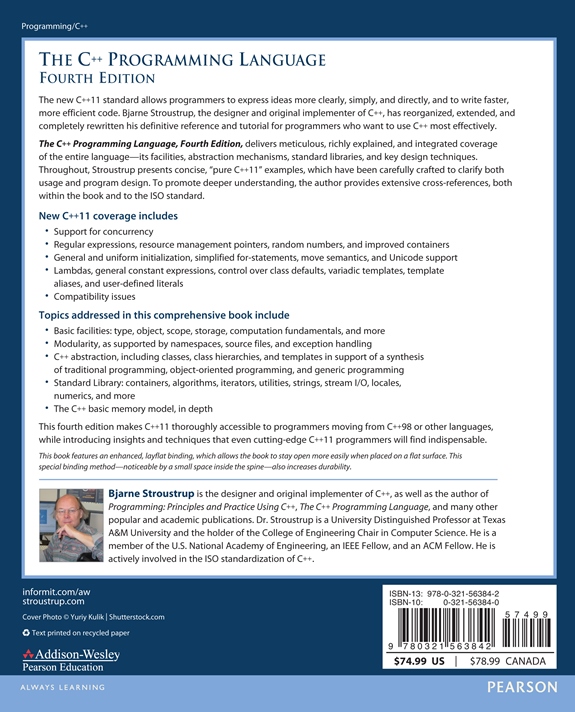 Programming/C++
THE C++ PROGRAMMING LANGUAGE
FOURTH EDITION
The new C++11 standard allows programmers to express ideas more clearly, simply, and directly, and to write faster,
more efficient code. Bjarne Stroustrup, the designer and original implementer of C++, has reorganized, extended, and
completely rewritten his definitive reference and tutorial for programmers who want to use C++ most effectively.
The C++ Programming Language, Fourth Edition, delivers meticulous, richly explained, and integrated coverage
of the entire language—its facilities, abstraction mechanisms, standard libraries, and key design techniques.
Throughout, Stroustrup presents concise, “pure C++11” examples, which have been carefully crafted to clarify both
usage and program design. To promote deeper understanding, the author provides extensive cross-references, both
within the book and to the ISO standard.
New C++11 coverage includes
• Support for concurrency
• Regular expressions, resource management pointers, random numbers, and improved containers
• General and uniform initialization, simplified for-statements, move semantics, and Unicode support
• Lambdas, general constant expressions, control over class defaults, variadic templates, template
aliases, and user-defined literals
• Compatibility issues
Topics addressed in this comprehensive book include
• Basic facilities: type, object, scope, storage, computation fundamentals, and more
• Modularity, as supported by namespaces, source files, and exception handling
• C++ abstraction, including classes, class hierarchies, and templates in support of a synthesis
of traditional programming, object-oriented programming, and generic programming
• Standard Library: containers, algorithms, iterators, utilities, strings, stream I/O, locales,
numerics, and more
• The C++ basic memory model, in depth
This fourth edition makes C++11 thoroughly accessible to programmers moving from C++98 or other languages,
while introducing insights and techniques that even cutting-edge C++11 programmers will find indispensable.
This book features an enhanced, layflat binding, which allows the book to stay open more easily when placed on a flat surface. This
special binding method—noticeable by a small space inside the spine—also increases durability.
Bjarne Stroustrup is the designer and original implementer of C++, as well as the author of
Programming: Principles and Practice Using C++, The C++ Programming Language, and many other
popular and academic publications. Dr. Stroustrup is a University Distinguished Professor at Texas
A&M University and the holder of the College of Engineering Chair in Computer Science. He is a
member of the U.S. National Academy of Engineering, an IEEE Fellow, and an ACM Fellow. He is
actively involved in the ISO standardization of C++.
informit.com/aw
stroustrup.com
Cover Photo © Yuriy Kulik | Shutterstock.com
Text printed on recycled paper
Addison-Wesley
Pearson Education
ISBN-13: 978-0-321-56384-2
ISBN-10: 0-321-56384-0
57499
9 780321 563842
$74.99 US | $78.99 CANADA
ALWAYS LEARNING
PEARSON